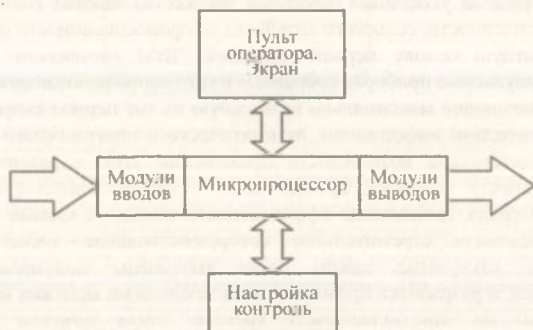 Пульт
оператора.
Экран
Модули
вводов
Микропроцессор
Модули
выводов
Настройка
контроль